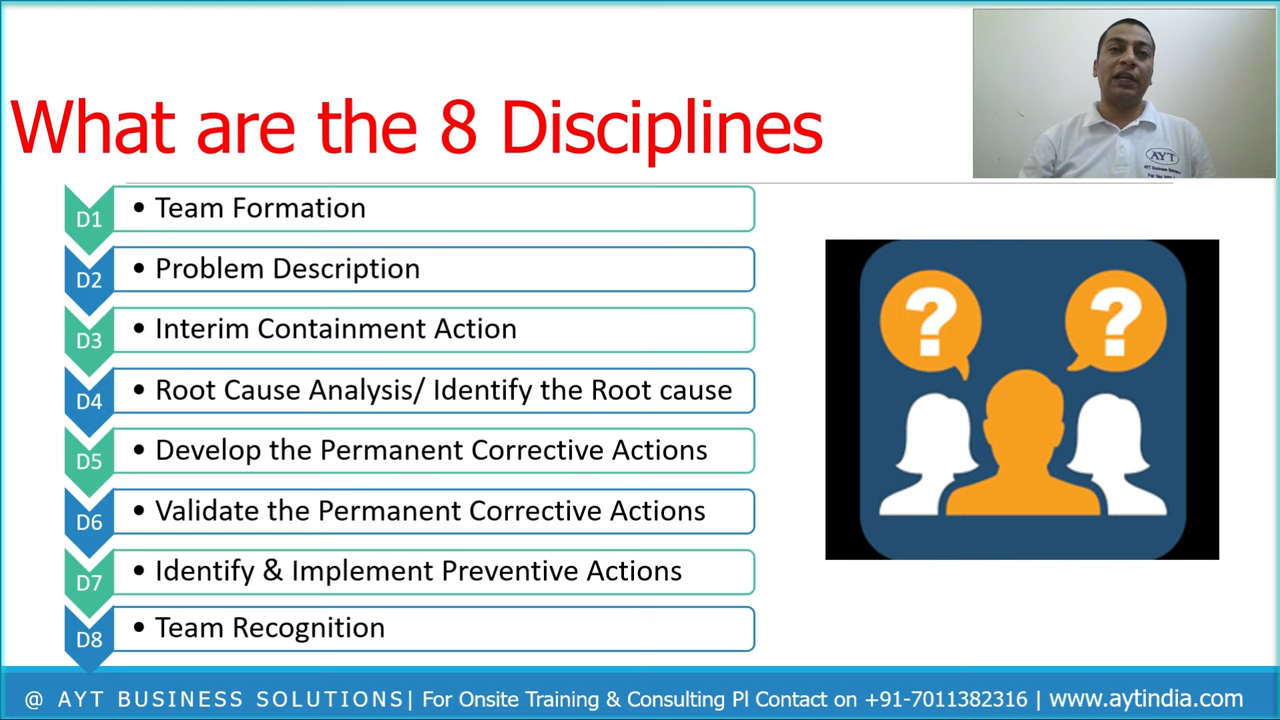 What are the 8 Disciplines
AYT
D1
• Team Formation
D2
• Problem Description
D3
• Interim Containment Action
D4
• Root Cause Analysis/ Identify the Root cause
D5
• Develop the Permanent Corrective Actions
D6
• Validate the Permanent Corrective Actions
D7
• Identify & Implement Preventive Actions
D8
• Team Recognition
? ?
@ AYT BUSINESS SOLUTIONS| For Onsite Training & Consulting Pl Contact on +91-7011382316 | www.aytindia.com